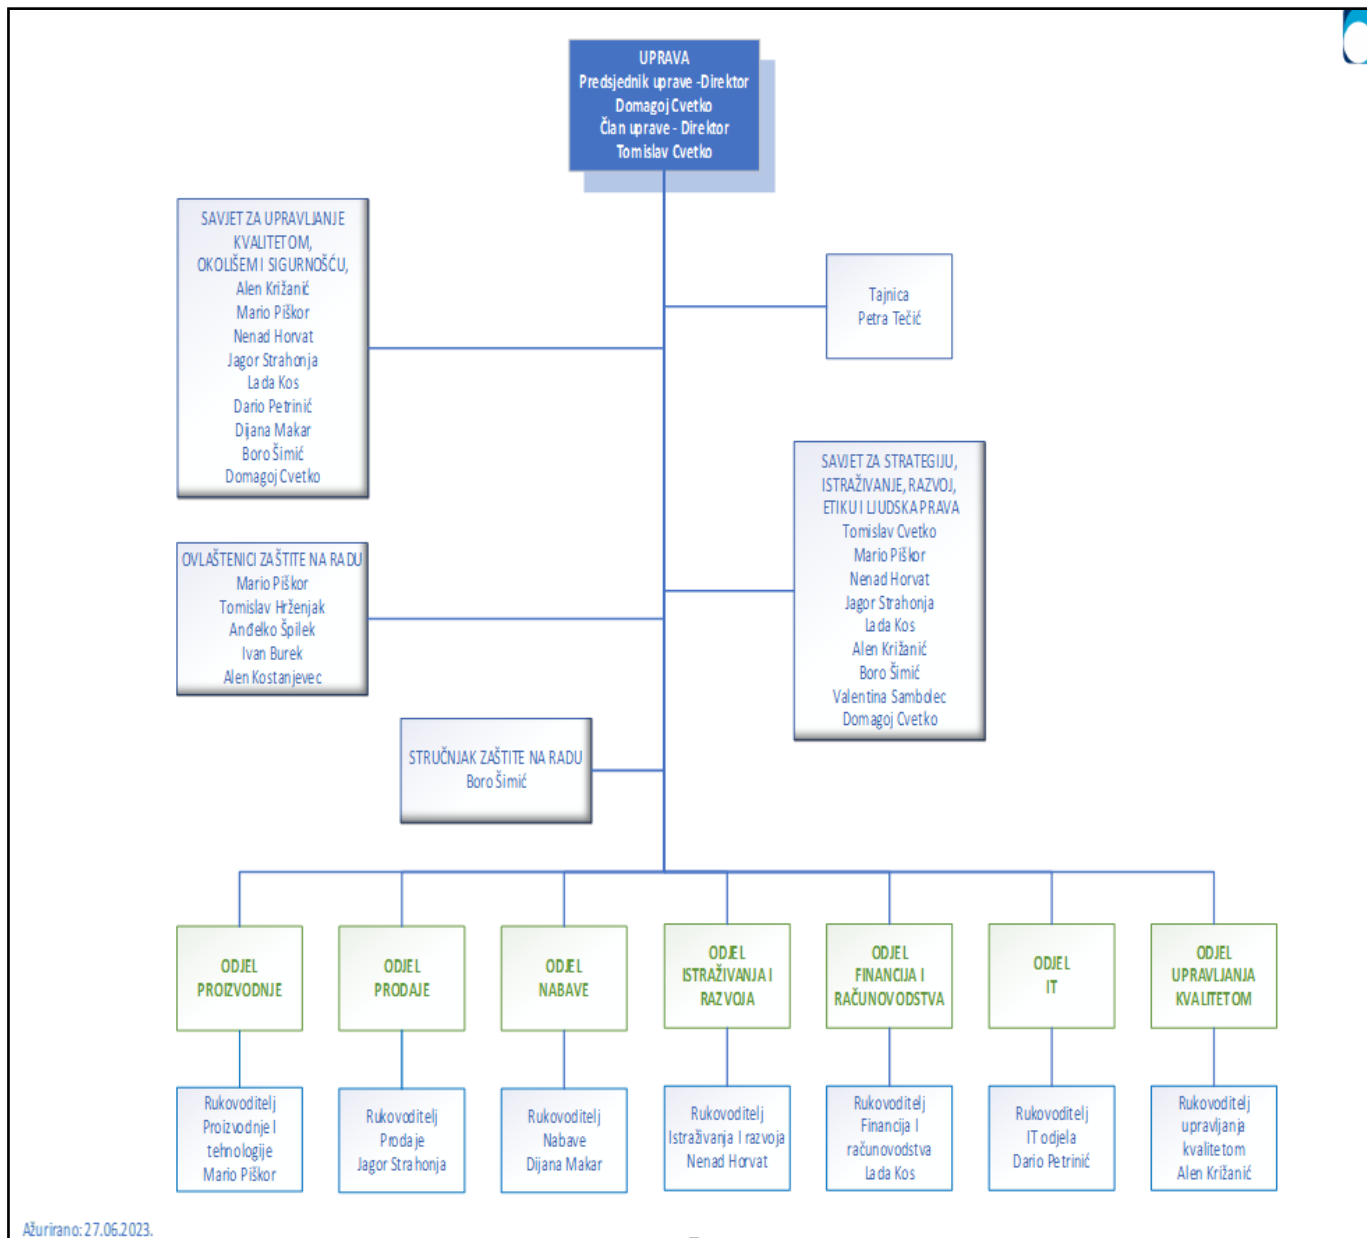 UPRAVA
Predsjednik uprave -Direktor
Domagoj Cvetko
Član uprave - Direktor
Tomislav Cvetko
SAVJET ZA UPRAVLJANJE
KVALITETOM,
OKOLIŠEM I SIGURNOŠĆU,
Alen Križanić
Mario Piškor
Nenad Horvat
Jagor Strahonja
Lada Kos
Dario Petrinić
Dijana Makar
Boro Šimić
Domagoj Cvetko
Tajnica
Petra Tečić
SAVJET ZA STRATEGIJU,
ISTRAŽIVANJE, RAZVOJ,
ETIKU I LJUDSKA PRAVA
Tomislav Cvetko
Mario Piškor
Nenad Horvat
Jagor Strahonja
Lada Kos
Alen Križanić
Boro Šimić
Valentina Sambolec
Domagoj Cvetko
OVLAŠTENICI ZAŠTITE NA RADU
Mario Piškor
Tomislav Hrženjak
Anđelko Špilek
Ivan Burek
Alen Kostanjevec
STRUČNJAK ZAŠTITE NA RADU
Boro Šimić
ODJEL
PROIZVODNJE
ODJEL
PRODAJE
ODJEL
NABAVE
ODJEL
ISTRAŽIVANJA I
RAZVOJA
ODJEL
FINANCIJA I
RAČUNOVODSTVA
ODJEL
IT
ODJEL
UPRAVLJANJA
KVALITETOM
Rukovoditelj
Proizvodnje I
tehnologije
Mario Piškor
Rukovoditelj
Prodaje
Jagor Strahonja
Rukovoditelj
Nabave
Dijana Makar
Rukovoditelj
Istraživanja I razvoja
Nenad Horvat
Rukovoditelj
Financija I
računovodstva
Lada Kos
Rukovoditelj
IT odjela
Dario Petrinić
Rukovoditelj
upravljanja
kvalitetom
Alen Križanić
Ažurirano: 27.06.2023.